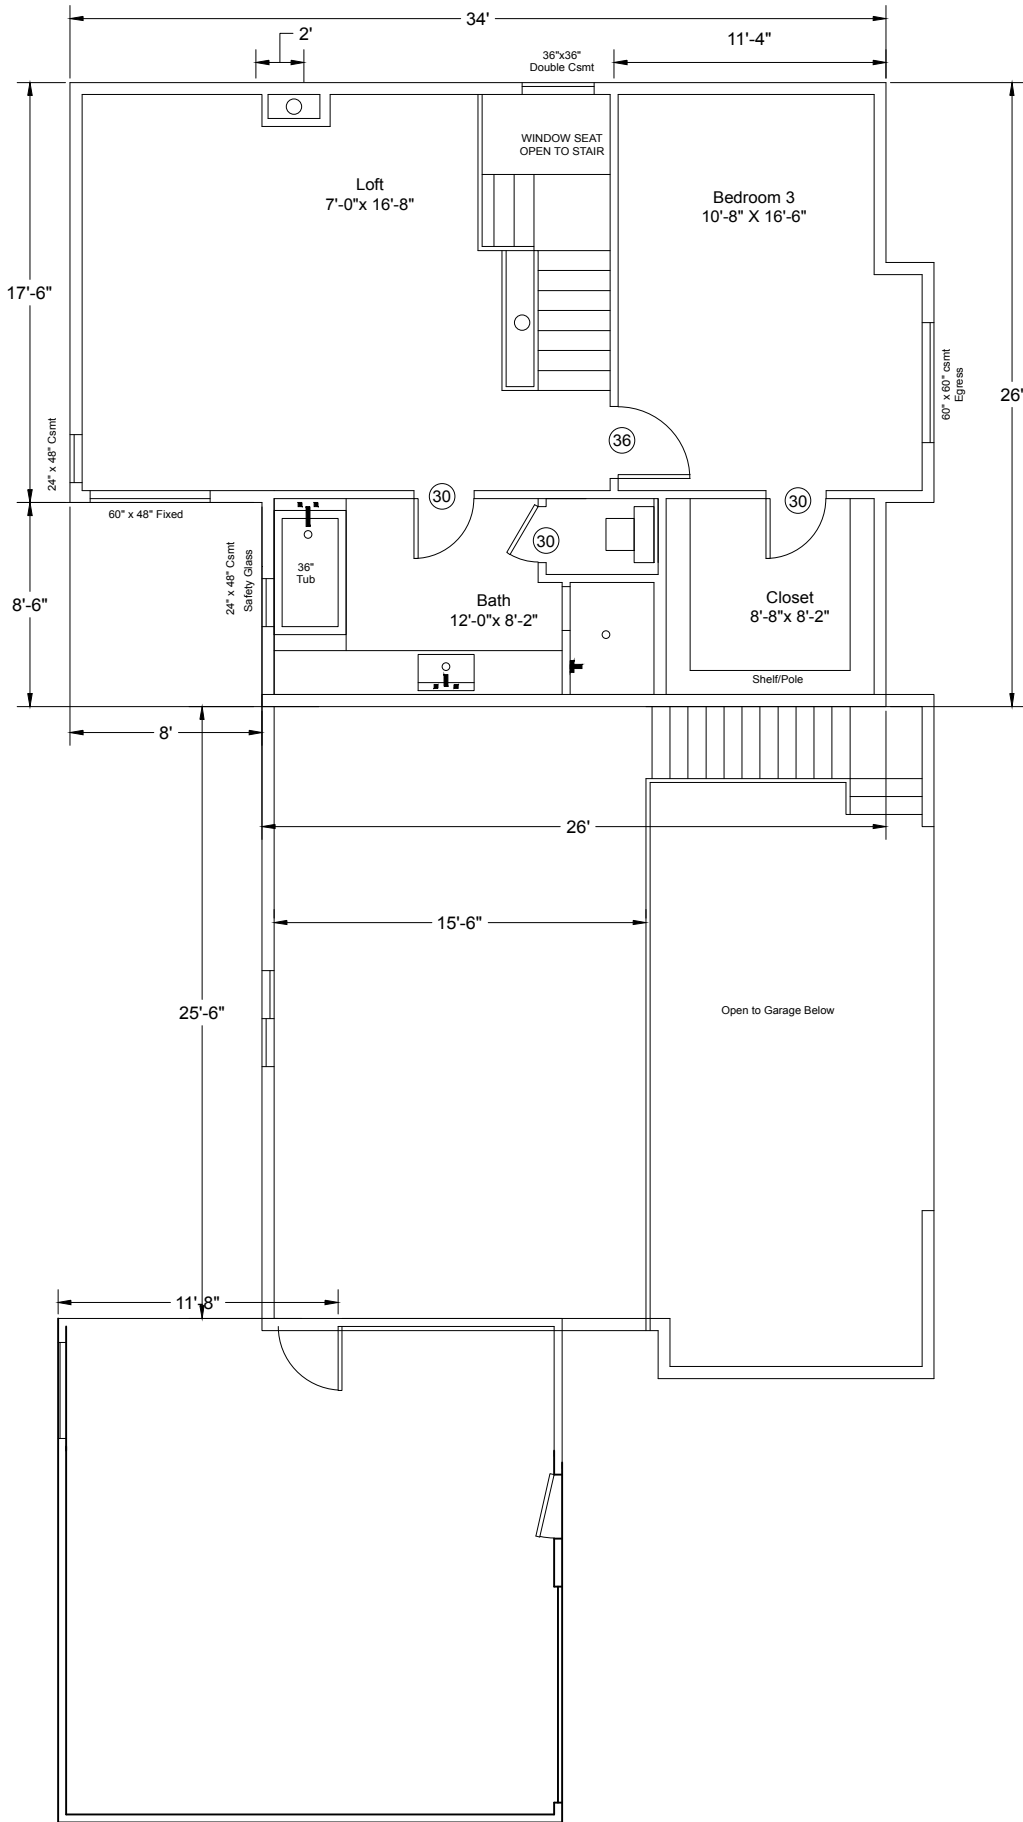 34'
2'
11'-4"
36"x36"
Double Csmt
WINDOW SEAT
OPEN TO STAIR
Loft
7'-0"x 16'-8"
Bedroom 3
10'-8" X 16'-6"
17'-6"
26'
60" x 60" csmt
Egress
24" x 48" Csmt
36
30
30
60" x 48" Fixed
30
24" x 48" Csmt
Safety Glass
36"
Tub
8'-6"
Bath
12'-0"x 8'-2"
Closet
8'-8"x 8'-2"
Shelf/Pole
8'
26'
15'-6"
25'-6"
Open to Garage Below
11'-8"